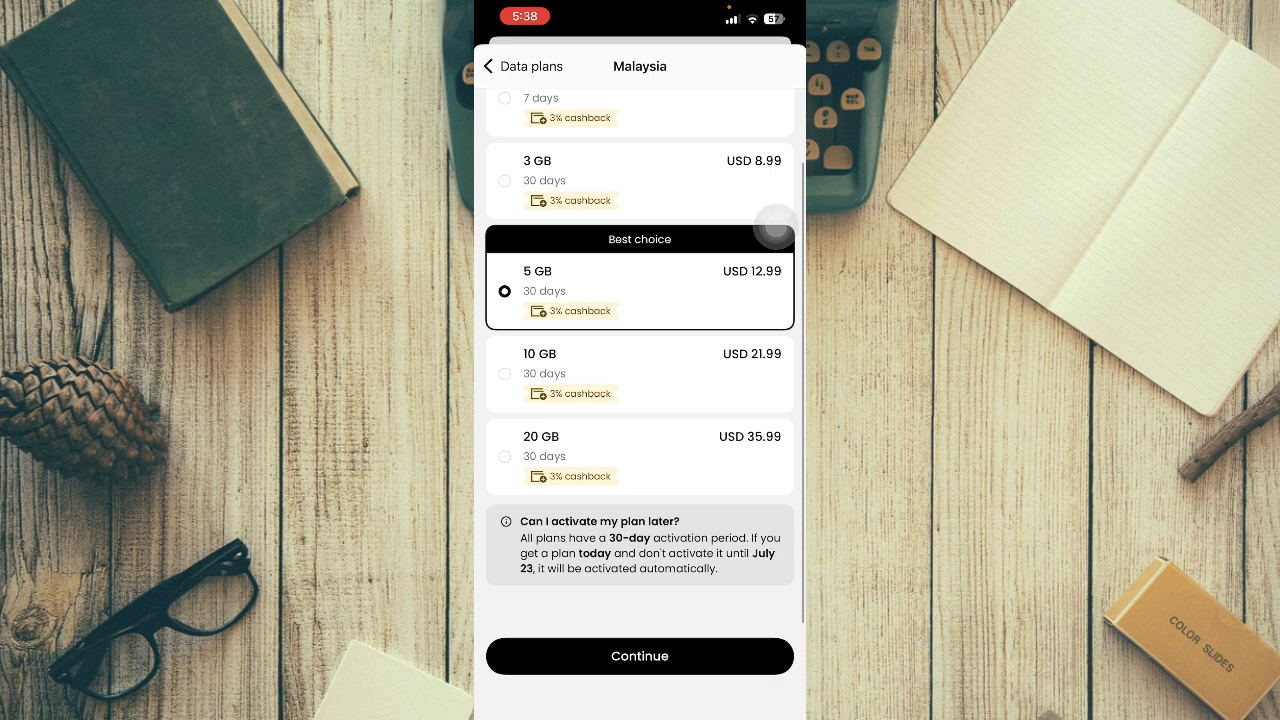 5:38
57
Data plans
Malaysia
7 days
3% cashback
3 GB
USD 8.99
30 days
3% cashback
Best choice
5 GB
USD 12.99
30 days
3% cashback
10 GB
USD 21.99
30 days
3% cashback
20 GB
USD 35.99
30 days
3% cashback
Can I activate my plan later?
All plans have a 30-day activation period. If you
get a plan today and don't activate it until July
23, it will be activated automatically.
Continue
COLOR SLIDES